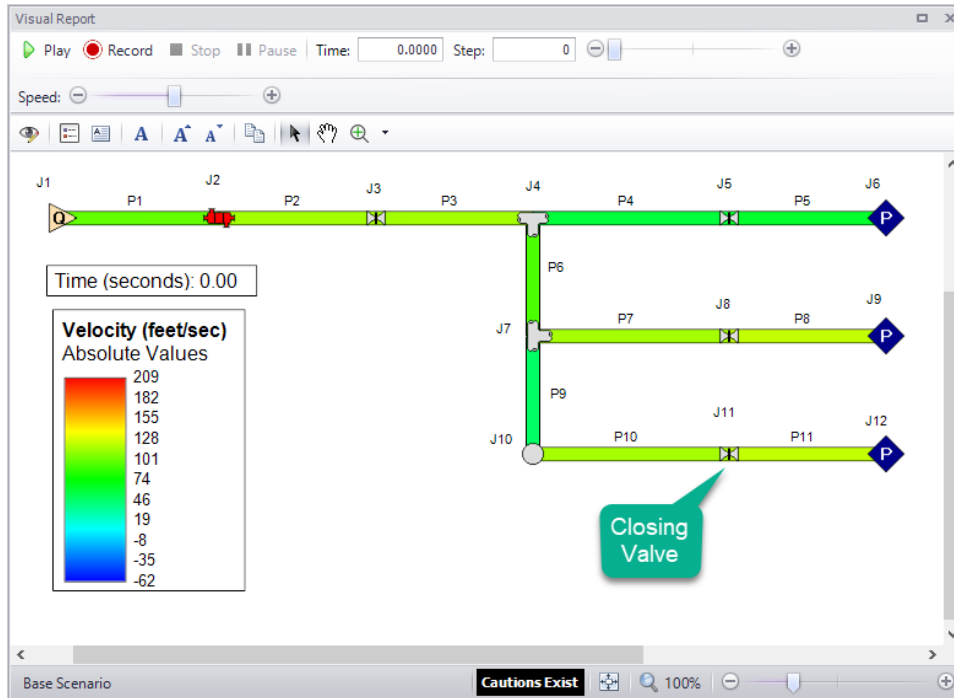 Visual Report
Play Record Stop Pause Time: 0.0000 Step: 0
Speed:
A A A
J1 J2 J3 J4 J5 J6
P1 P2 P3 P4 P5
Q P
Time (seconds): 0.00
P6
Velocity (feet/sec)
Absolute Values
209
182
155
128
101
74
46
19
-8
-35
-62
J7 P7 J8 P8 J9
P
P9
J10 P10 J11 P11 J12
P
Closing
Valve
Base Scenario Cautions Exist 100%